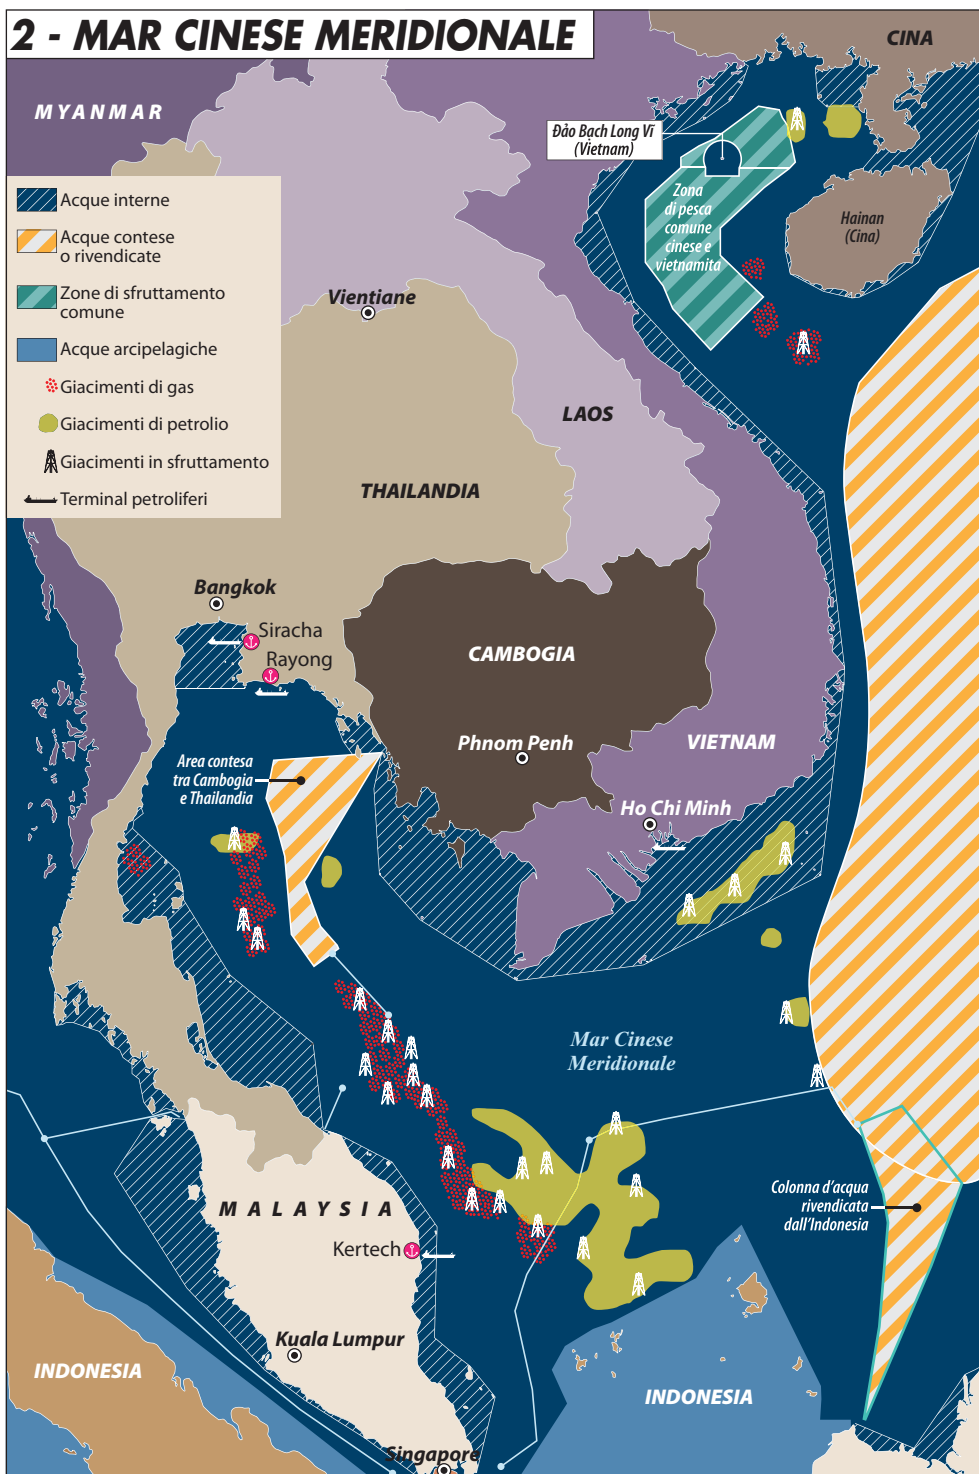 2 - MAR CINESE MERIDIONALE
CINA
MYANMAR
Đảo Bach Long Vĩ
(Vietnam)
Acque interne
Acque contese
o rivendicate
Zone di sfruttamento
comune
Acque arcipelagiche
Giacimenti di gas
Giacimenti di petrolio
Giacimenti in sfruttamento
Terminal petroliferi
Zona
di pesca
comune
cinese e
vietnamita
Hainan
(Cina)
Vientiane
LAOS
THAILANDIA
Bangkok
Siracha
Rayong
CAMBOGIA
Phnom Penh
VIETNAM
Area contesa
tra Cambogia
e Thailandia
Ho Chi Minh
Mar Cinese
Meridionale
MALAYSIA
Colonna d'acqua
rivendicata
dall'Indonesia
Kertech
Kuala Lumpur
INDONESIA
INDONESIA
Singapore